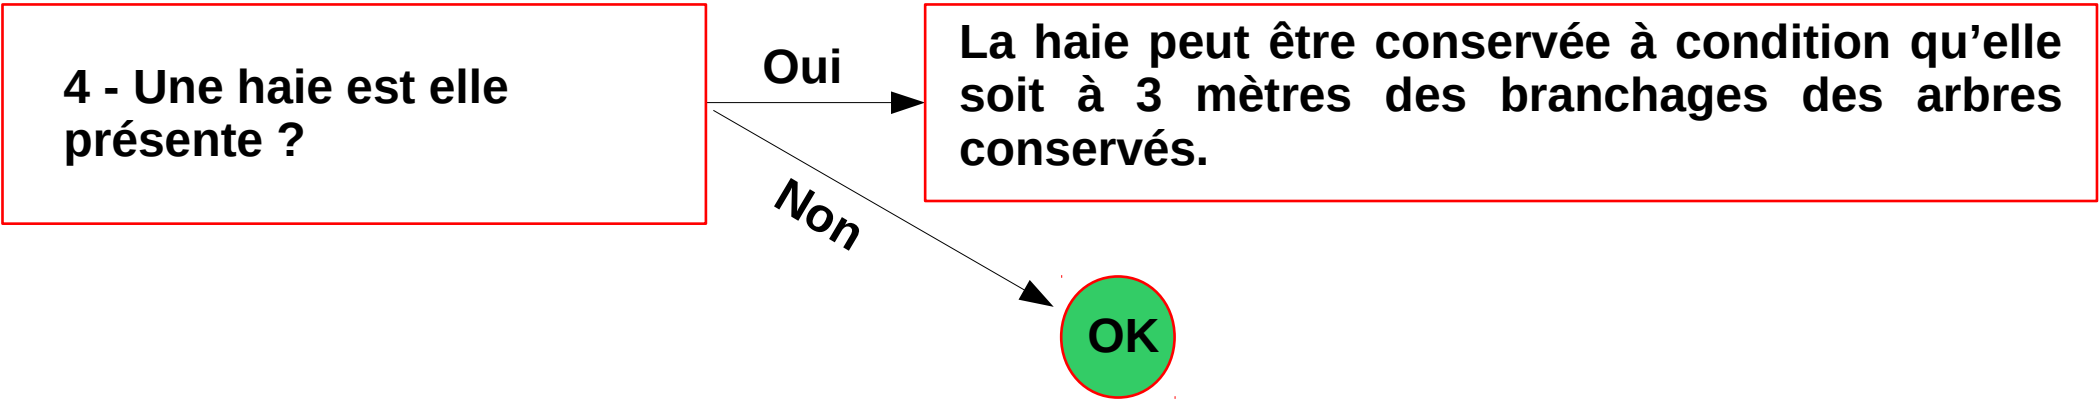 4 - Une haie est elle
présente ?
Oui
La haie peut être conservée à condition qu’elle
soit à 3 mètres des branchages des arbres
conservés.
Non
OK